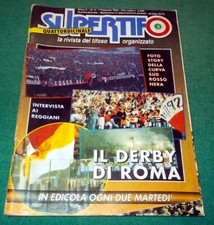 SUPERTIFO
QUATTORDICINALE
la rivista del tifoso organizzato
FOTO
STORY
DELLA
CURVA
SUD
ROSSO
NERA
INTERVISTA
AI
REGGIANI
IL DERBY
DI ROMA
IN EDICOLA OGNI DUE MARTEDI'